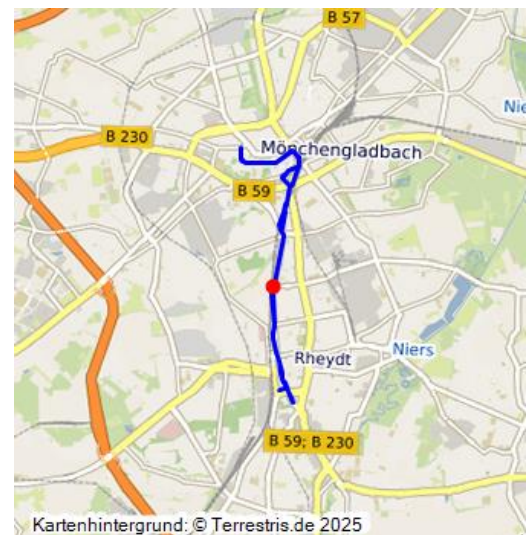 B 57
Nie
B 230
Mönchengladbach
B 59
Rheydt
Niers
B 59; B 230
Kartenhintergrund: © Terrestris.de 2025